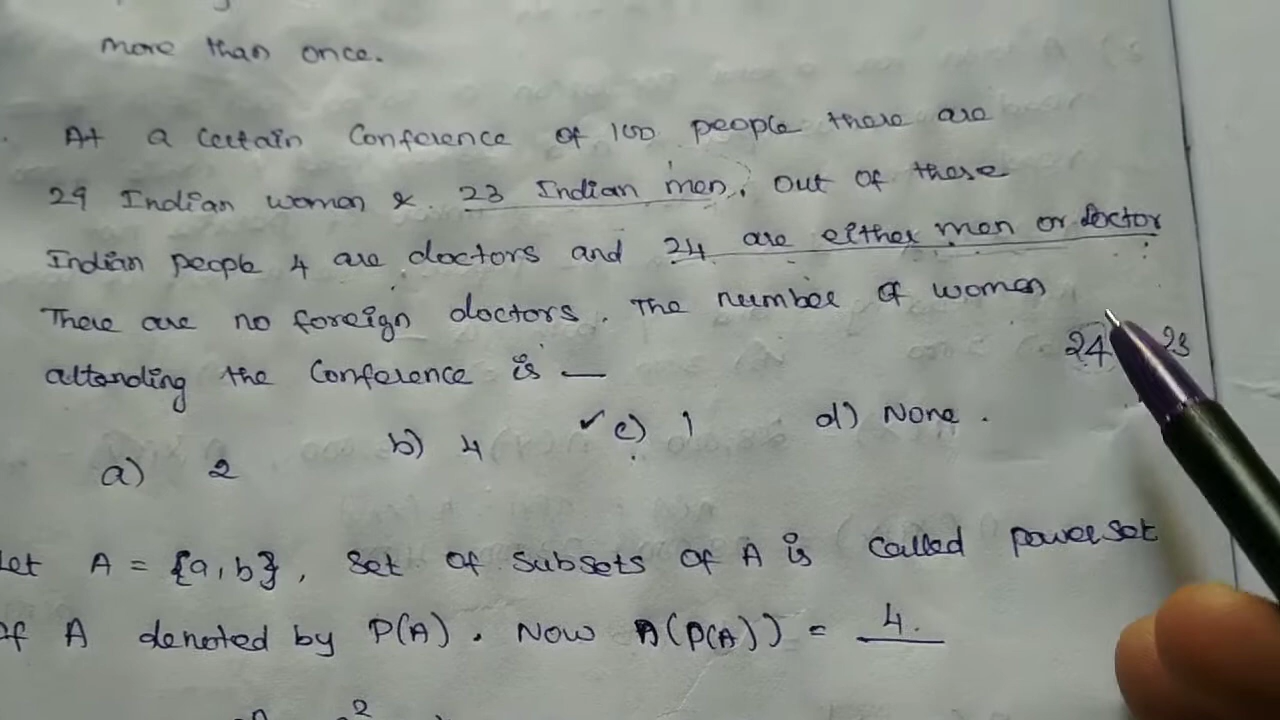 more than once.
At a certain Conference of 100 people there are
29 Indian women & 23 Indian men. Out of these
Indian people 4 are doctors and 24 are either men or doctor
There are no foreign doctors. The number of women
attending the Conference is —
24 23
a) 2 b) 4 ✓ c) 1 d) None.
Let A = {a, b}, Set of Subsets of A is called powerset
of A denoted by P(A). Now n(P(A)) = 4.
2